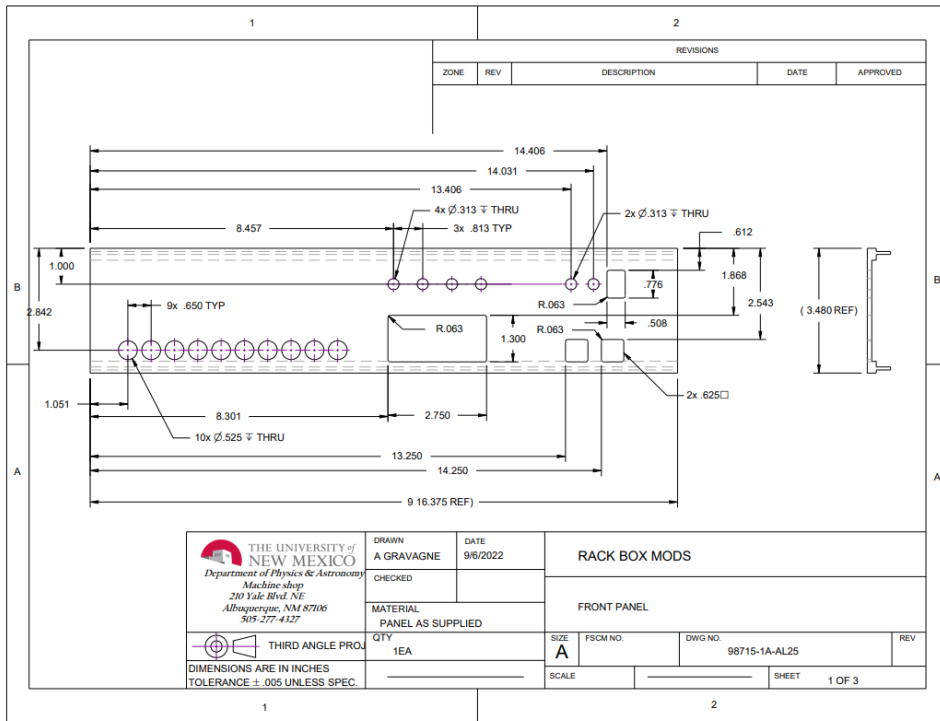 1
2
REVISIONS
ZONE REV DESCRIPTION DATE APPROVED
14.406
14.031
13.406
4x Ø.313 ↧ THRU
2x Ø.313 ↧ THRU
8.457
3x .813 TYP
.612
1.000
1.868
B
B
9x .650 TYP
.776
2.543
2.842
R.063
( 3.480 REF)
R.063
R.063
.508
1.300
1.051
2x .625□
8.301
2.750
10x Ø.525 ↧ THRU
13.250
A
A
14.250
9 16.375 REF)
THE UNIVERSITY of
NEW MEXICO
Department of Physics & Astronomy
Machine shop
210 Yale Blvd. NE
Albuquerque, NM 87106
505-277-4327
THIRD ANGLE PROJ
DIMENSIONS ARE IN INCHES
TOLERANCE ± .005 UNLESS SPEC.
DRAWN
A GRAVAGNE
DATE
9/6/2022
CHECKED
MATERIAL
PANEL AS SUPPLIED
QTY
1EA
RACK BOX MODS
FRONT PANEL
SIZE
A
FSCM NO.
DWG NO.
98715-1A-AL25
REV
SCALE
SHEET 1 OF 3
1
2